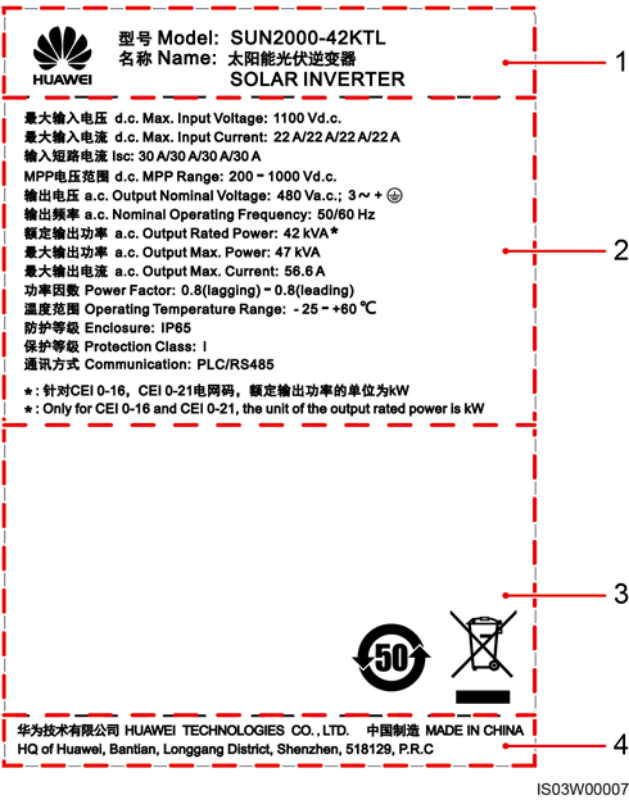 HUAWEI
型号 Model: SUN2000-42KTL
名称 Name: 太阳能光伏逆变器
SOLAR INVERTER
1
最大输入电压 d.c. Max. Input Voltage: 1100 Vd.c.
最大输入电流 d.c. Max. Input Current: 22 A/22 A/22 A/22 A
输入短路电流 Isc: 30 A/30 A/30 A/30 A
MPP电压范围 d.c. MPP Range: 200 - 1000 Vd.c.
输出电压 a.c. Output Nominal Voltage: 480 Va.c.; 3～ +
输出频率 a.c. Nominal Operating Frequency: 50/60 Hz
额定输出功率 a.c. Output Rated Power: 42 kVA*
最大输出功率 a.c. Output Max. Power: 47 kVA
最大输出电流 a.c. Output Max. Current: 56.6 A
功率因数 Power Factor: 0.8(lagging) - 0.8(leading)
温度范围 Operating Temperature Range: - 25 - +60 ℃
防护等级 Enclosure: IP65
保护等级 Protection Class: I
通讯方式 Communication: PLC/RS485
*: 针对CEI 0-16，CEI 0-21电网码，额定输出功率的单位为kW
*: Only for CEI 0-16 and CEI 0-21, the unit of the output rated power is kW
2
3
50
华为技术有限公司 HUAWEI TECHNOLOGIES CO., LTD. 中国制造 MADE IN CHINA
HQ of Huawei, Bantian, Longgang District, Shenzhen, 518129, P.R.C
4
IS03W00007